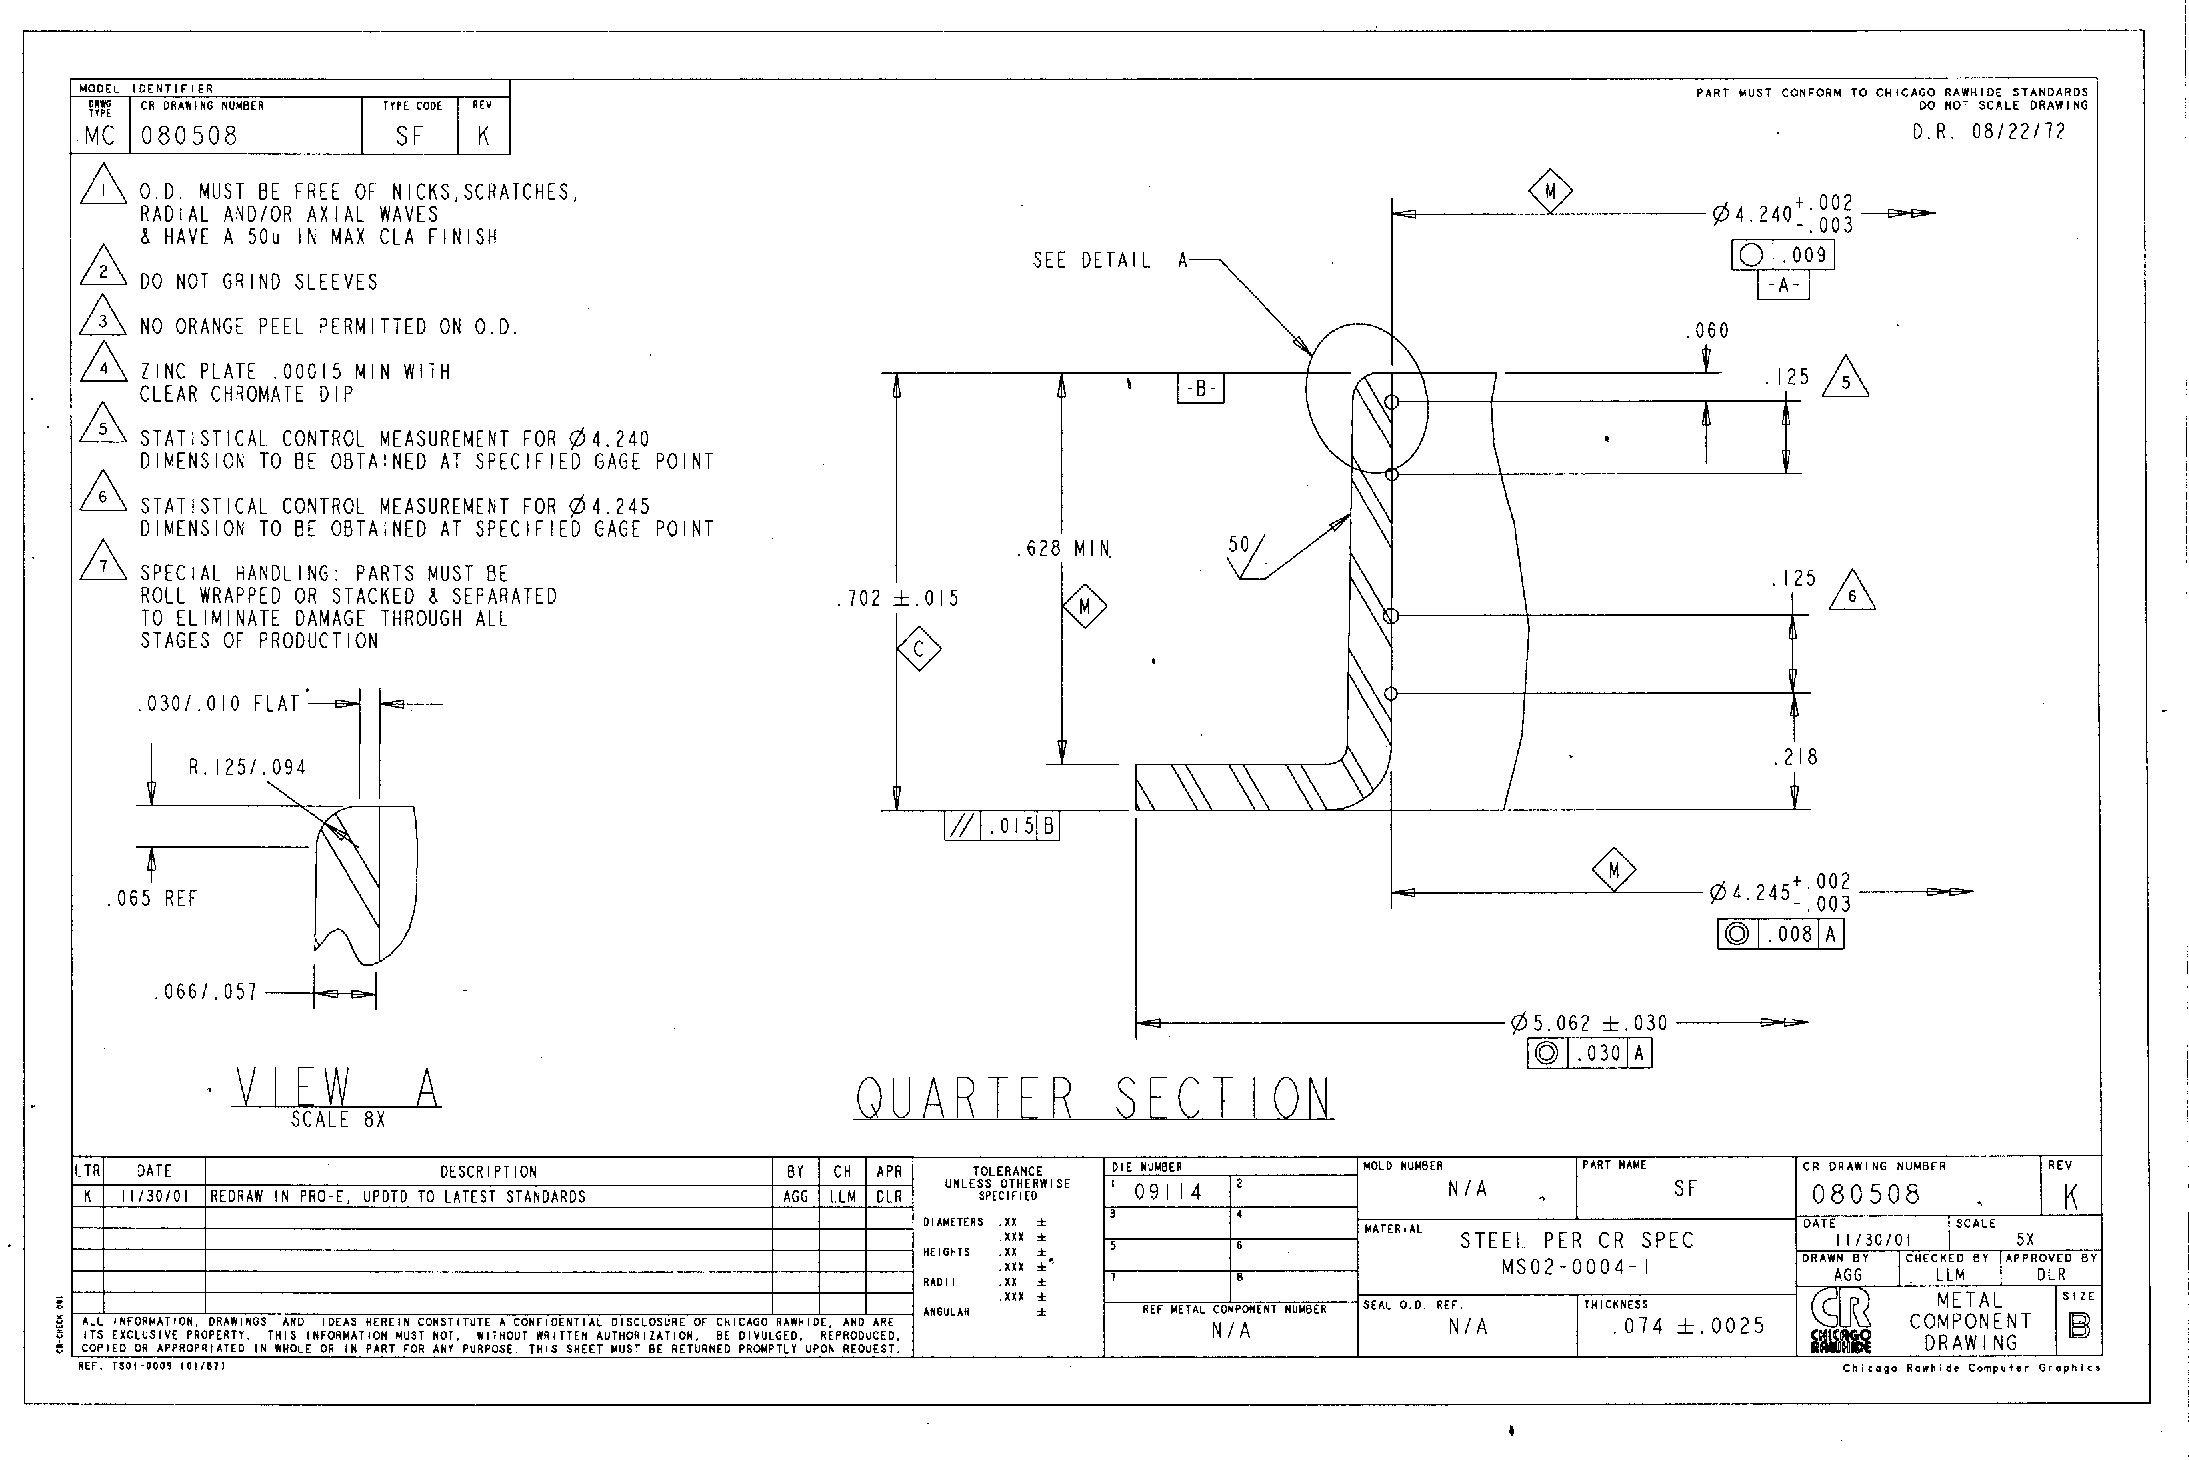 MODEL IDENTIFIER
DRWG TYPE
CR DRAWING NUMBER
TYPE CODE
REV
MC
080508
SF
K
PART MUST CONFORM TO CHICAGO RAWHIDE STANDARDS
DO NOT SCALE DRAWING
D.R. 08/22/72
1 O.D. MUST BE FREE OF NICKS,SCRATCHES,
RADIAL AND/OR AXIAL WAVES
& HAVE A 50u IN MAX CLA FINISH
2 DO NOT GRIND SLEEVES
3 NO ORANGE PEEL PERMITTED ON O.D.
4 ZINC PLATE .00015 MIN WITH
CLEAR CHROMATE DIP
5 STATISTICAL CONTROL MEASUREMENT FOR Ø4.240
DIMENSION TO BE OBTAINED AT SPECIFIED GAGE POINT
6 STATISTICAL CONTROL MEASUREMENT FOR Ø4.245
DIMENSION TO BE OBTAINED AT SPECIFIED GAGE POINT
7 SPECIAL HANDLING: PARTS MUST BE
ROLL WRAPPED OR STACKED & SEPARATED
TO ELIMINATE DAMAGE THROUGH ALL
STAGES OF PRODUCTION
.030/.010 FLAT
R.125/.094
.065 REF
.066/.057
VIEW A
SCALE 8X
SEE DETAIL A
M
Ø4.240 +.002 -.003
○ .009
-A-
.060
.125 5
-B-
.628 MIN.
M
50
.702 ±.015
C
.125 6
.218
// .015 B
M
Ø4.245 +.002 -.003
◎ .008 A
Ø5.062 ±.030
◎ .030 A
QUARTER SECTION
LTR DATE DESCRIPTION BY CH APR
K 11/30/01 REDRAW IN PRO-E, UPDTD TO LATEST STANDARDS AGG LLM DLR
ALL INFORMATION, DRAWINGS AND IDEAS HEREIN CONSTITUTE A CONFIDENTIAL DISCLOSURE OF CHICAGO RAWHIDE, AND ARE
ITS EXCLUSIVE PROPERTY. THIS INFORMATION MUST NOT, WITHOUT WRITTEN AUTHORIZATION, BE DIVULGED, REPRODUCED,
COPIED OR APPROPRIATED IN WHOLE OR IN PART FOR ANY PURPOSE. THIS SHEET MUST BE RETURNED PROMPTLY UPON REQUEST.
REF. TS01-0009 (01/87)
TOLERANCE
UNLESS OTHERWISE
SPECIFIED
DIAMETERS .XX ±
.XXX ±
HEIGHTS .XX ±
.XXX ±
RADII .XX ±
.XXX ±
ANGULAR ±
DIE NUMBER
1 09114 2
3 4
5 6
7 8
REF METAL COMPONENT NUMBER
N/A
MOLD NUMBER
N/A
PART NAME
SF
MATERIAL
STEEL PER CR SPEC
MS02-0004-1
SEAL O.D. REF.
N/A
THICKNESS
.074 ±.0025
CR DRAWING NUMBER
080508
REV
K
DATE
11/30/01
SCALE
5X
DRAWN BY
AGG
CHECKED BY
LLM
APPROVED BY
DLR
CR
CHICAGO
RAWHIDE
METAL
COMPONENT
DRAWING
SIZE
B
Chicago Rawhide Computer Graphics